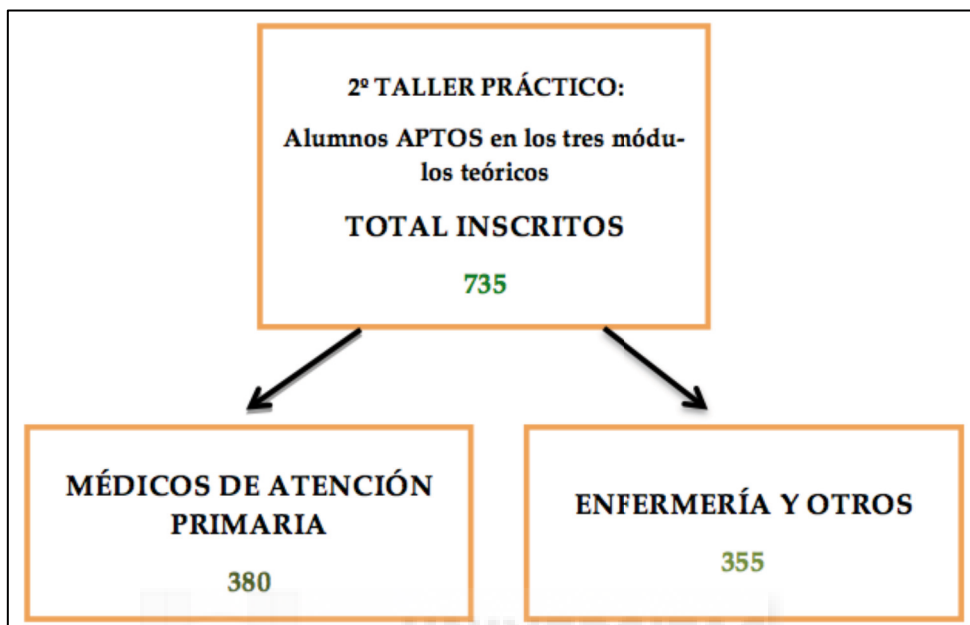 2º TALLER PRÁCTICO:
Alumnos APTOS en los tres módu-
los teóricos
TOTAL INSCRITOS
735
MÉDICOS DE ATENCIÓN
PRIMARIA
380
ENFERMERÍA Y OTROS
355